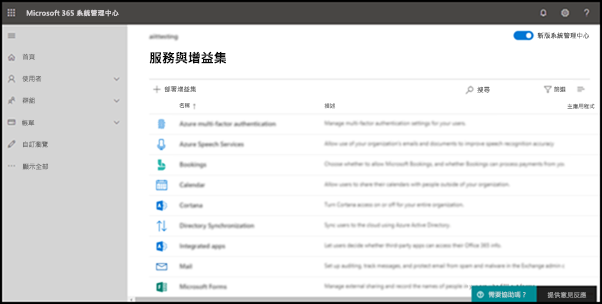 Microsoft 365 系統管理中心
新版系統管理中心
首頁
服務與增益集
使用者
部署增益集
搜尋
篩選
群組
名稱 ↑
描述
主應用程式
帳單
Azure multi-factor authentication
Manage multi-factor authentication settings for your users.
自訂瀏覽
Azure Speech Services
Allow use of your organization's emails and documents to improve speech recognition accuracy.
顯示全部
Bookings
Choose whether to allow Microsoft Bookings, and whether Bookings can process payments from
Calendar
Allow users to share their calendars with people outside of your organization.
Cortana
Turn Cortana access on or off for your entire organization.
Directory Synchronization
Sync users to the cloud using Azure Active Directory.
Integrated apps
Let users decide whether third-party apps can access their Office 365 info.
Mail
Set up auditing, track messages, and protect email from spam and malware in the Exchange admin
Microsoft Forms
Manage external sharing and record the names of people in
需要協助嗎？
提供意見反應